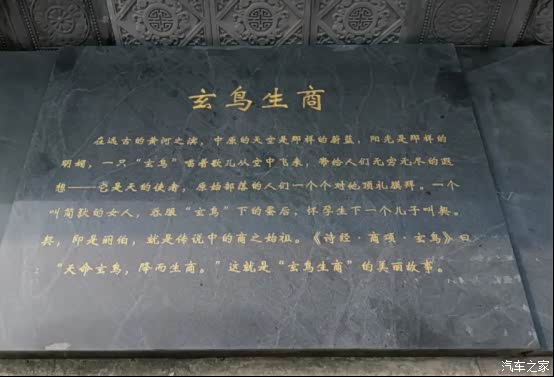 玄鸟生商
在远古的黄河之滨，中原的天空是那样的蔚蓝，阳光是那样的
明媚，一只“玄鸟”唱着歌儿从空中飞来，带给人们无穷无尽的遐
想——它是天的使者，原始部落的人们一个个对他顶礼膜拜，一个
叫简狄的女人，吞服“玄鸟”下的蛋后，怀孕生下一个儿子叫契。
契，即是阏伯，就是传说中的商之始祖。《诗经·商颂·玄鸟》曰
：“天命玄鸟，降而生商。”这就是“玄鸟生商”的美丽故事。
汽车之家